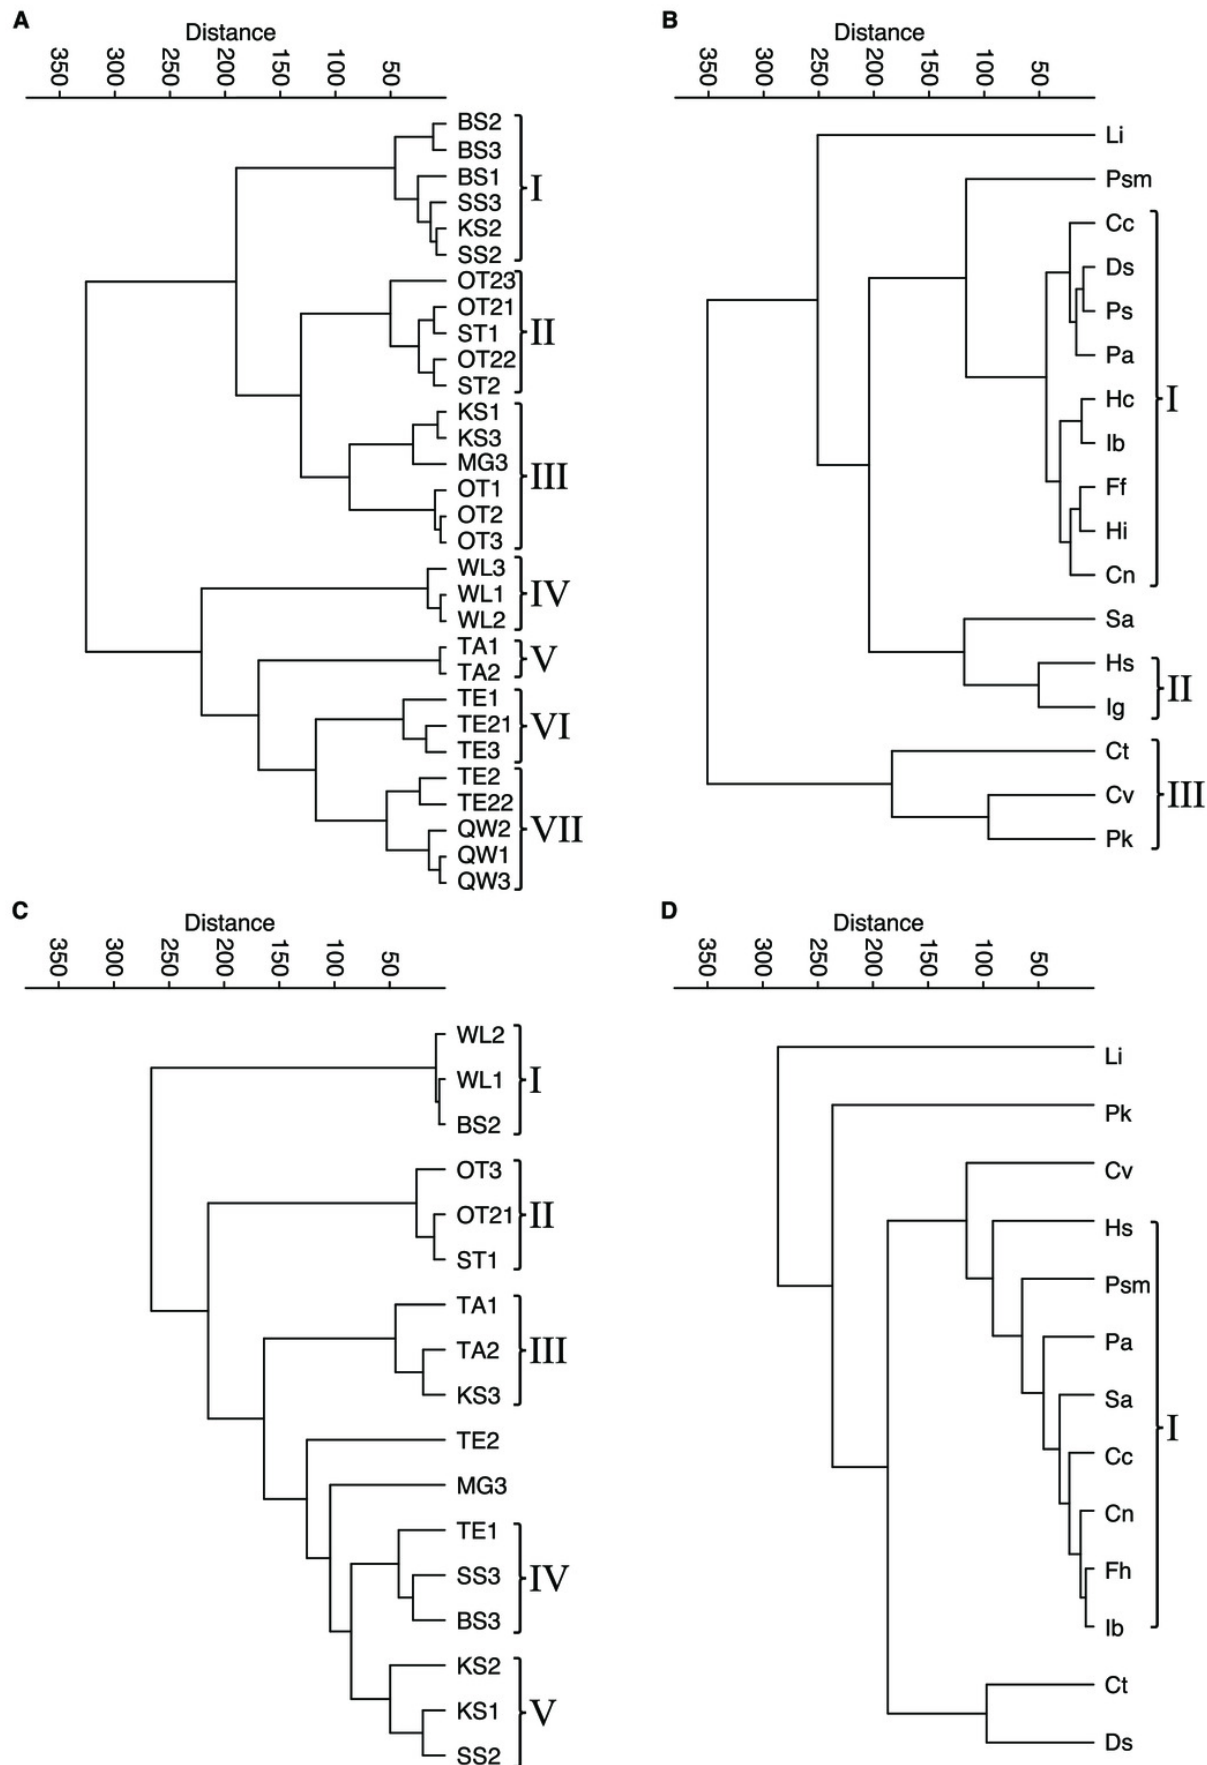 A
Distance
350 300 250 200 150 100 50
BS2
BS3
BS1
SS3
KS2
SS2
I
OT23
OT21
ST1
OT22
ST2
II
KS1
KS3
MG3
OT1
OT2
OT3
III
WL3
WL1
WL2
IV
TA1
TA2
V
TE1
TE21
TE3
VI
TE2
TE22
QW2
QW1
QW3
VII
B
Distance
350 300 250 200 150 100 50
Li
Psm
Cc
Ds
Ps
Pa
Hc
Ib
Ff
Hi
Cn
I
Sa
Hs
Ig
II
Ct
Cv
Pk
III
C
Distance
350 300 250 200 150 100 50
WL2
WL1
BS2
I
OT3
OT21
ST1
II
TA1
TA2
KS3
III
TE2
MG3
TE1
SS3
BS3
IV
KS2
KS1
SS2
V
D
Distance
350 300 250 200 150 100 50
Li
Pk
Cv
Hs
Psm
Pa
Sa
Cc
Cn
Fh
Ib
I
Ct
Ds